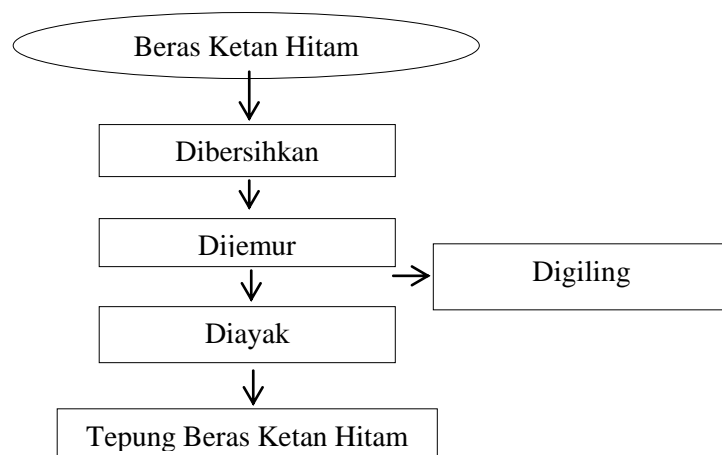 Beras Ketan Hitam
Dibersihkan
Dijemur
Digiling
Diayak
Tepung Beras Ketan Hitam